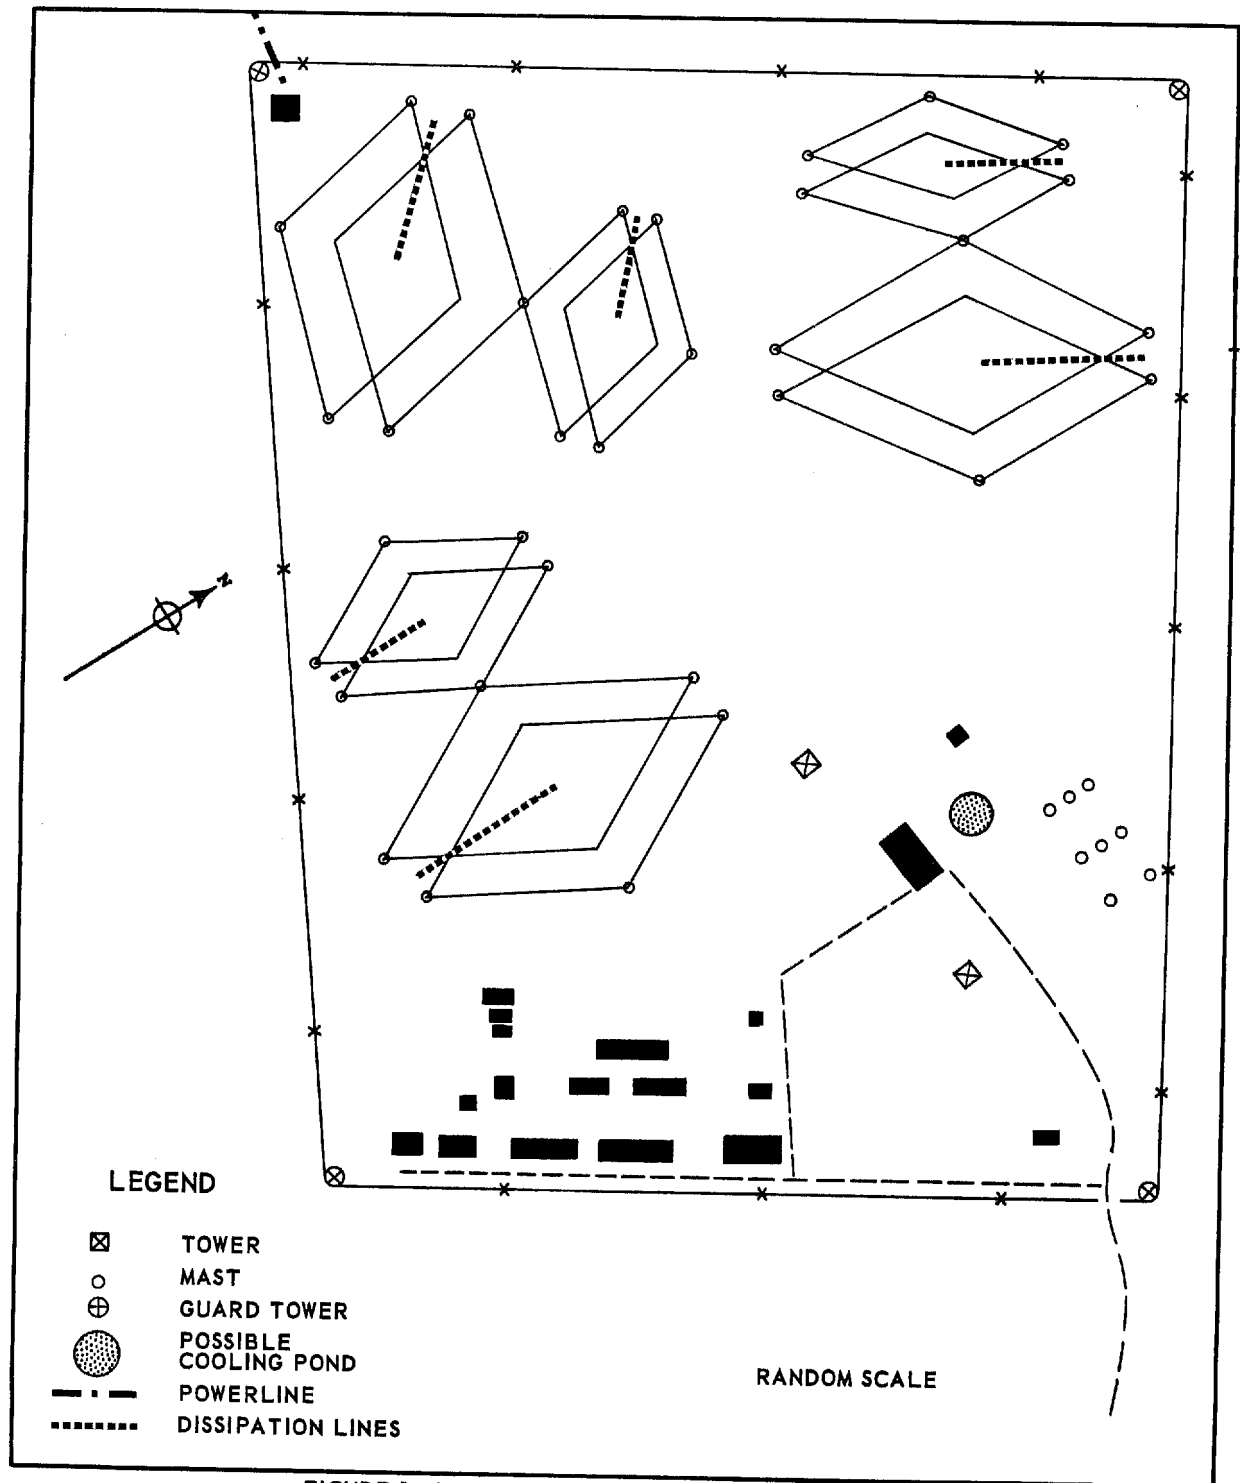 N
LEGEND
TOWER
MAST
GUARD TOWER
POSSIBLE
COOLING POND
POWERLINE
DISSIPATION LINES
RANDOM SCALE